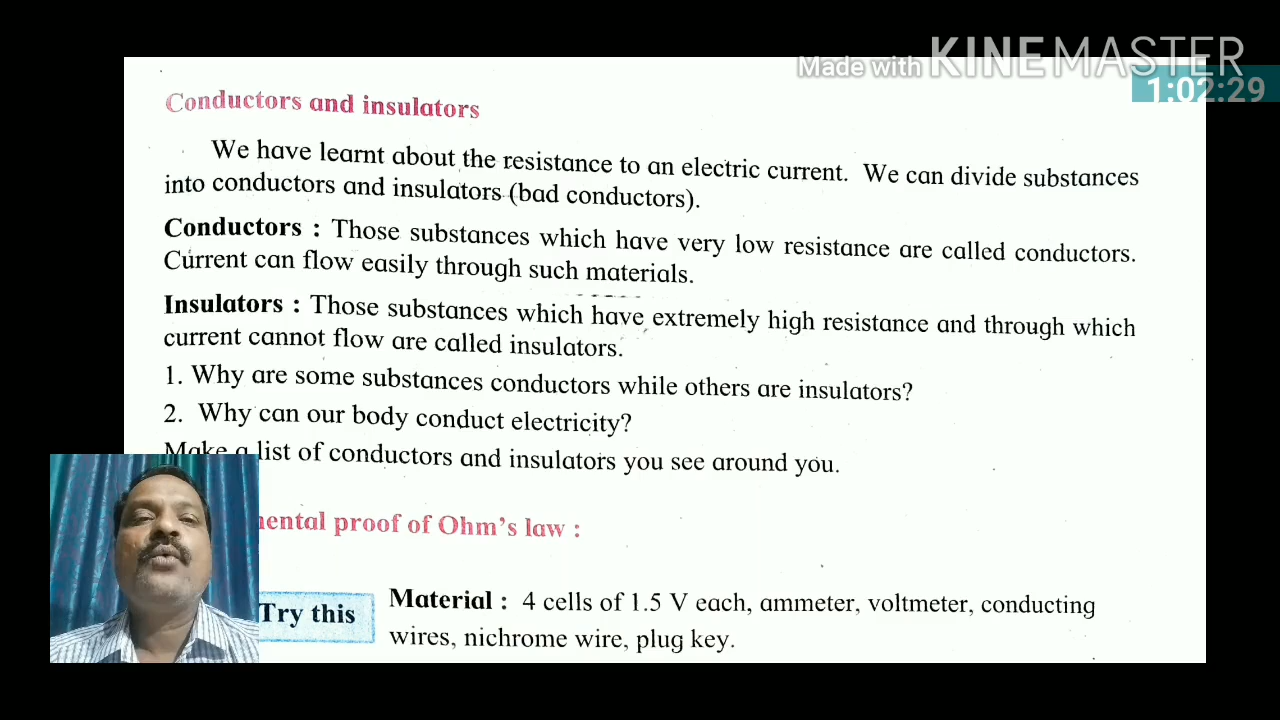 Made with KINEMASTER
1:02:29
Conductors and insulators
We have learnt about the resistance to an electric current. We can divide substances
into conductors and insulators (bad conductors).
Conductors : Those substances which have very low resistance are called conductors.
Current can flow easily through such materials.
Insulators : Those substances which have extremely high resistance and through which
current cannot flow are called insulators.
1. Why are some substances conductors while others are insulators?
2. Why can our body conduct electricity?
Make a list of conductors and insulators you see around you.
mental proof of Ohm's law :
Try this
Material : 4 cells of 1.5 V each, ammeter, voltmeter, conducting
wires, nichrome wire, plug key.